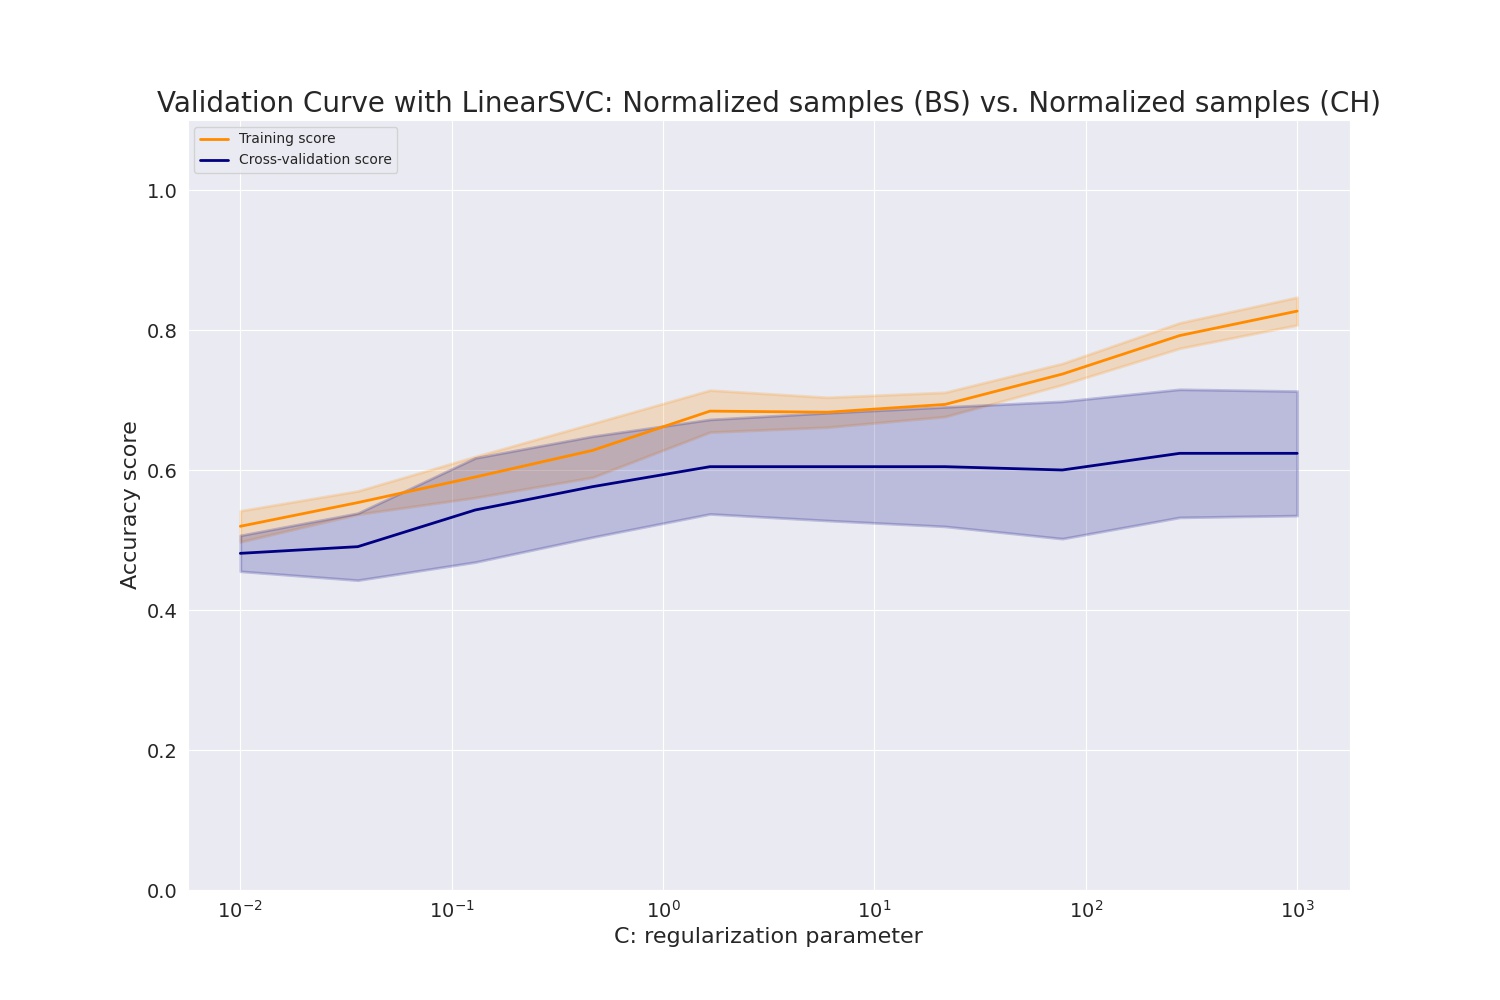 Validation Curve with LinearSVC: Normalized samples (BS) vs. Normalized samples (CH)
Training score
Cross-validation score
Accuracy score
1.0
0.8
0.6
0.4
0.2
0.0
10⁻² 10⁻¹ 10⁰ 10¹ 10² 10³
C: regularization parameter